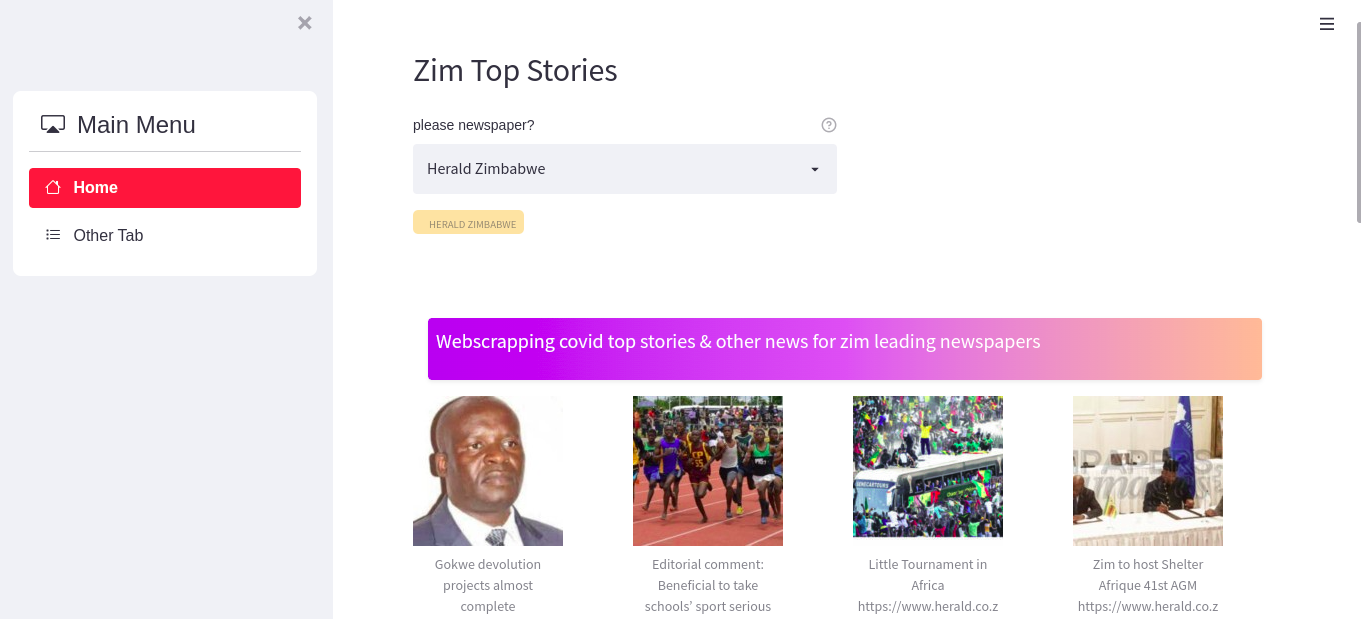 Main Menu
Home
Other Tab
Zim Top Stories
please newspaper?
Herald Zimbabwe
HERALD ZIMBABWE
Webscrapping covid top stories & other news for zim leading newspapers
Gokwe devolution
projects almost
complete
Editorial comment:
Beneficial to take
schools’ sport serious
Little Tournament in
Africa
https://www.herald.co.z
Zim to host Shelter
Afrique 41st AGM
https://www.herald.co.z